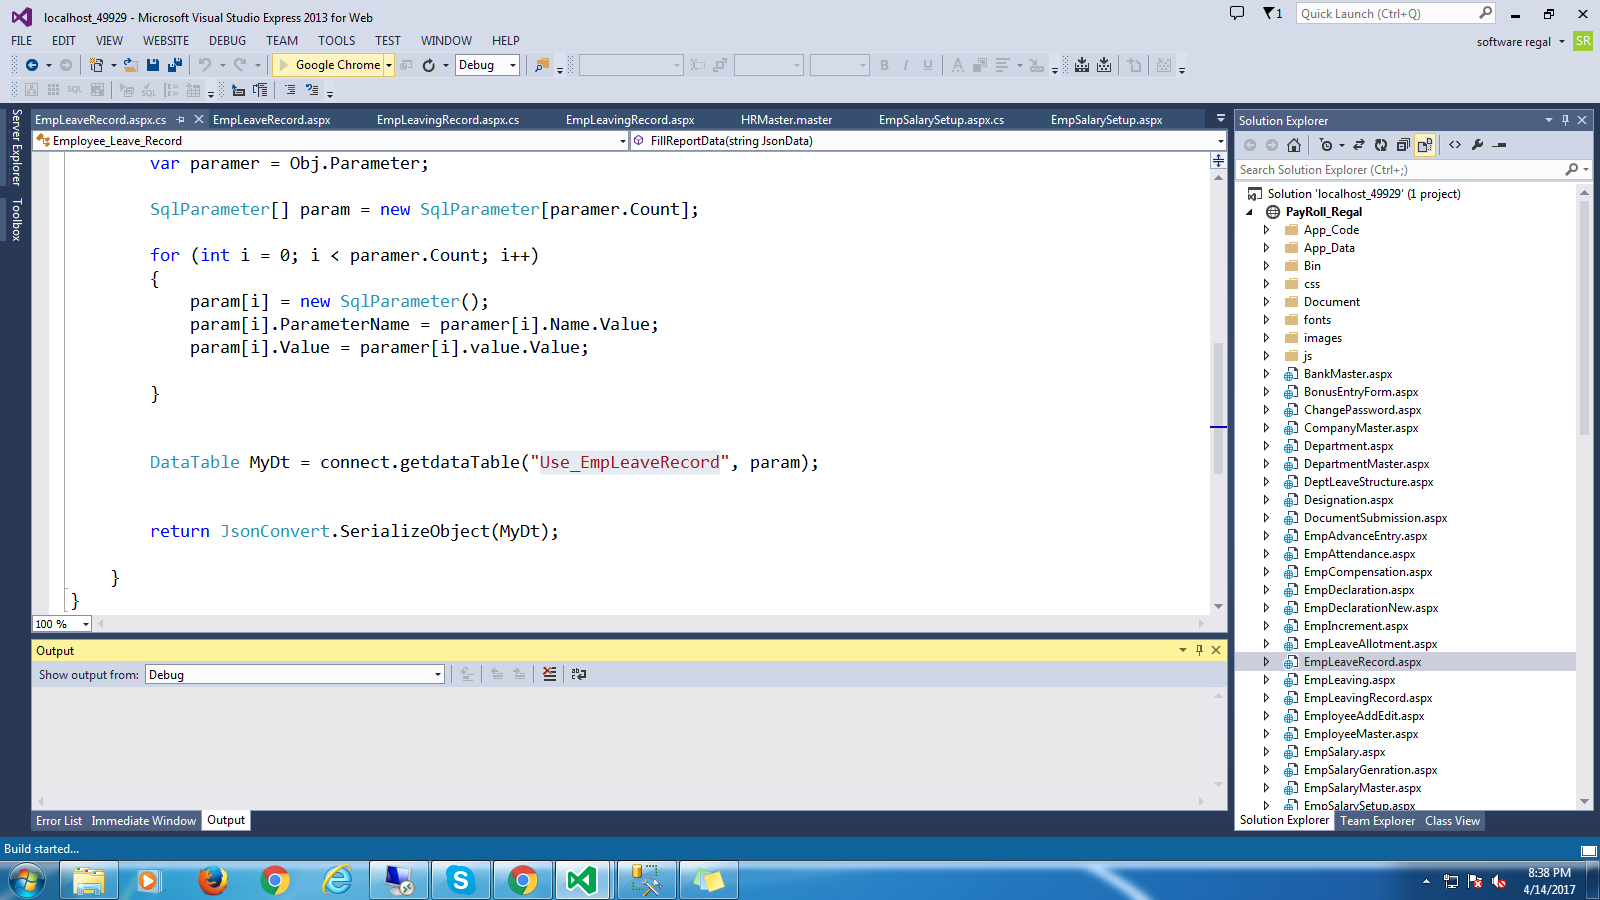 localhost_49929 - Microsoft Visual Studio Express 2013 for Web
1
Quick Launch (Ctrl+Q)
FILE EDIT VIEW WEBSITE DEBUG TEAM TOOLS TEST WINDOW HELP
software regal SR
Google Chrome Debug
Server Explorer
Toolbox
EmpLeaveRecord.aspx.cs EmpLeaveRecord.aspx EmpLeavingRecord.aspx.cs EmpLeavingRecord.aspx HRMaster.master EmpSalarySetup.aspx.cs EmpSalarySetup.aspx
Employee_Leave_Record FillReportData(string JsonData)
var paramer = Obj.Parameter;
SqlParameter[] param = new SqlParameter[paramer.Count];
for (int i = 0; i < paramer.Count; i++)
{
param[i] = new SqlParameter();
param[i].ParameterName = paramer[i].Name.Value;
param[i].Value = paramer[i].value.Value;
}
DataTable MyDt = connect.getdataTable("Use_EmpLeaveRecord", param);
return JsonConvert.SerializeObject(MyDt);
}
}
100 %
Output
Show output from: Debug
Error List Immediate Window Output
Solution Explorer
Search Solution Explorer (Ctrl+;)
Solution 'localhost_49929' (1 project)
PayRoll_Regal
App_Code
App_Data
Bin
css
Document
fonts
images
js
BankMaster.aspx
BonusEntryForm.aspx
ChangePassword.aspx
CompanyMaster.aspx
Department.aspx
DepartmentMaster.aspx
DeptLeaveStructure.aspx
Designation.aspx
DocumentSubmission.aspx
EmpAdvanceEntry.aspx
EmpAttendance.aspx
EmpCompensation.aspx
EmpDeclaration.aspx
EmpDeclarationNew.aspx
EmpIncrement.aspx
EmpLeaveAllotment.aspx
EmpLeaveRecord.aspx
EmpLeaving.aspx
EmpLeavingRecord.aspx
EmployeeAddEdit.aspx
EmployeeMaster.aspx
EmpSalary.aspx
EmpSalaryGenration.aspx
EmpSalaryMaster.aspx
EmpSalarySetup.aspx
Solution Explorer Team Explorer Class View
Build started...
8:38 PM
4/14/2017